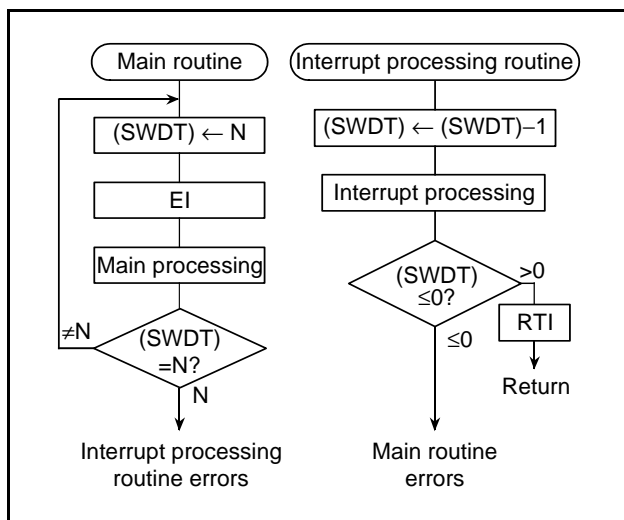 Main routine
(SWDT) ← N
EI
Main processing
≠N
(SWDT)
=N?
N
Interrupt processing
routine errors
Interrupt processing routine
(SWDT) ← (SWDT)–1
Interrupt processing
(SWDT)
≤0?
>0
≤0
RTI
Return
Main routine
errors